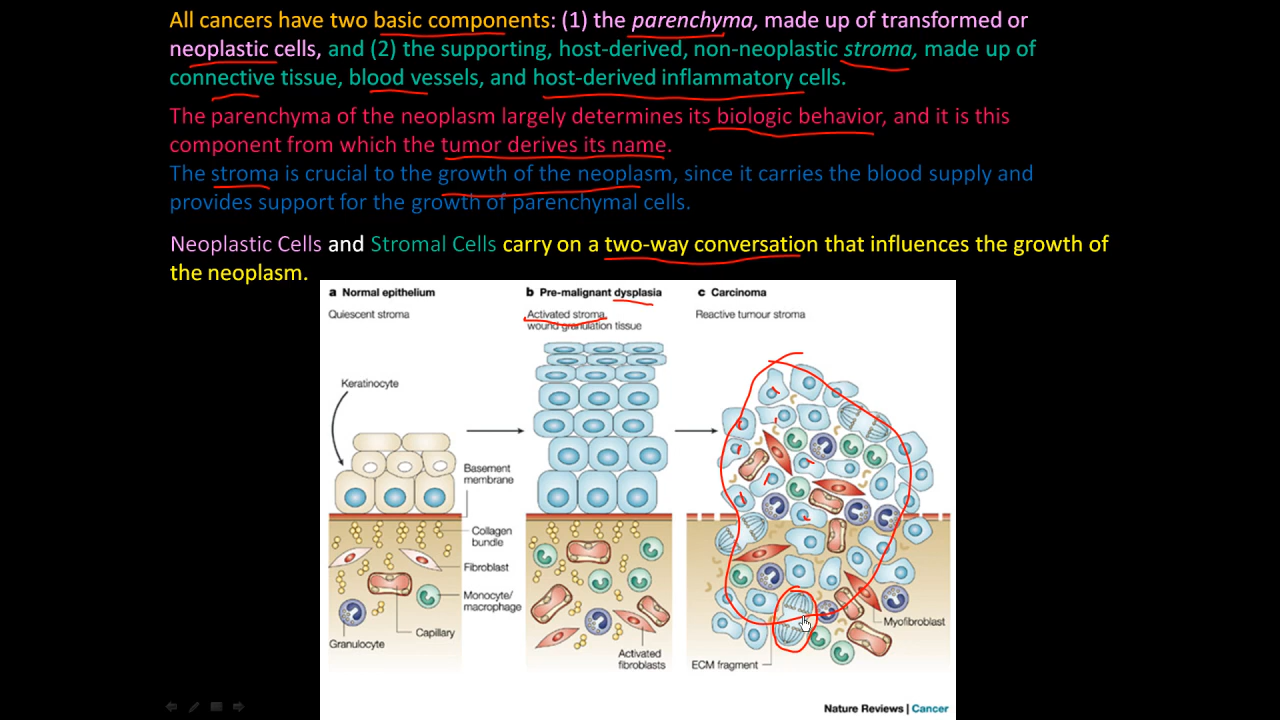 All cancers have two basic components: (1) the parenchyma, made up of transformed or
neoplastic cells, and (2) the supporting, host-derived, non-neoplastic stroma, made up of
connective tissue, blood vessels, and host-derived inflammatory cells.
The parenchyma of the neoplasm largely determines its biologic behavior, and it is this
component from which the tumor derives its name.
The stroma is crucial to the growth of the neoplasm, since it carries the blood supply and
provides support for the growth of parenchymal cells.
Neoplastic Cells and Stromal Cells carry on a two-way conversation that influences the growth of
the neoplasm.
a Normal epithelium
Quiescent stroma
b Pre-malignant dysplasia
Activated stroma
wound granulation tissue
c Carcinoma
Reactive tumour stroma
Keratinocyte
Basement
membrane
Collagen
bundle
Fibroblast
Monocyte/
macrophage
Capillary
Granulocyte
Activated
fibroblasts
Myofibroblast
ECM fragment
Nature Reviews | Cancer